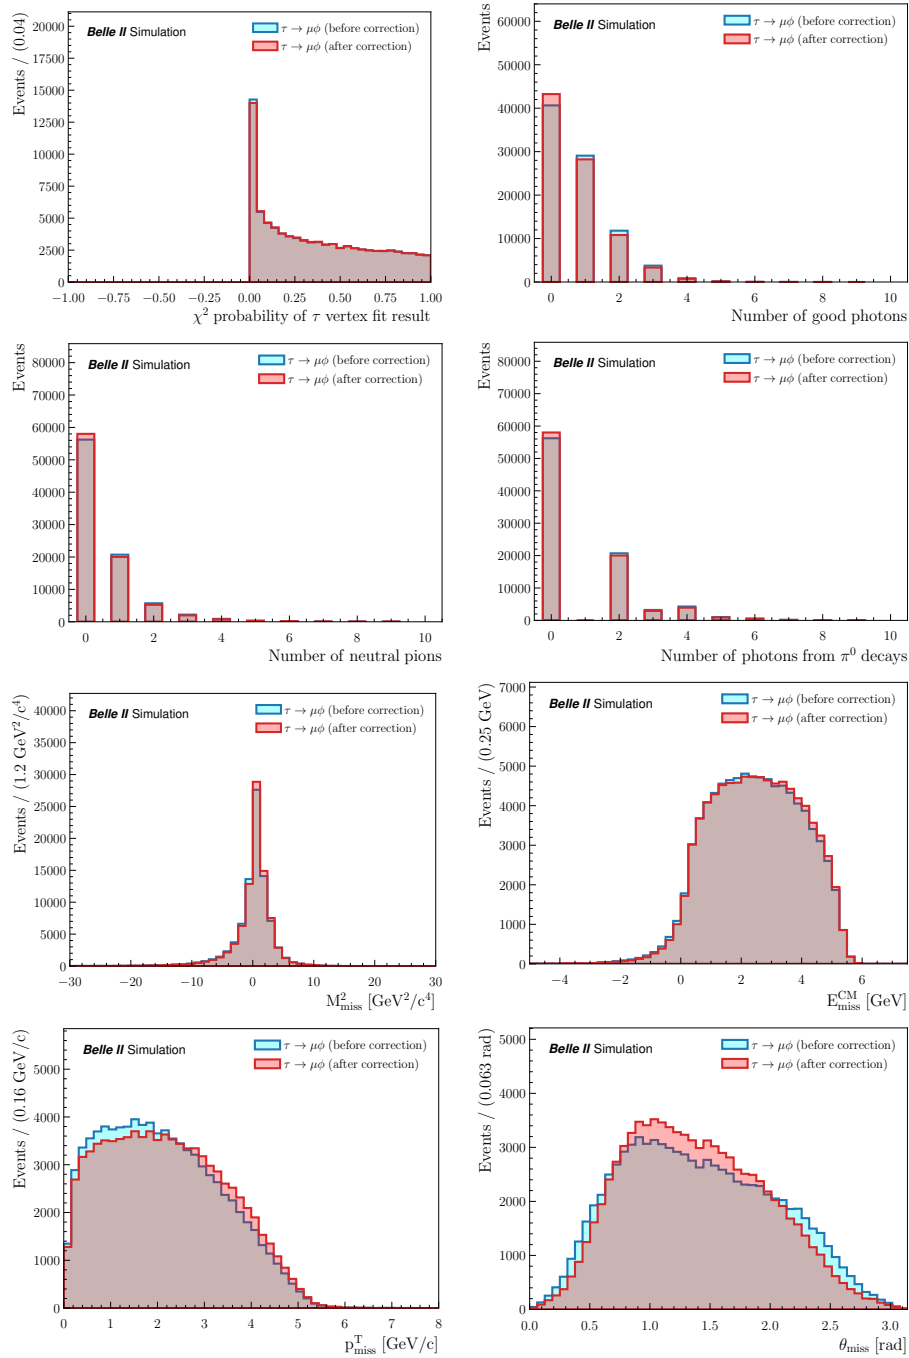 Events / (0.04)
20000
17500
15000
12500
10000
7500
5000
2500
0
Belle II Simulation
τ → μφ (before correction)
τ → μφ (after correction)
−1.00 −0.75 −0.50 −0.25 0.00 0.25 0.50 0.75 1.00
χ² probability of τ vertex fit result
Events
60000
50000
40000
30000
20000
10000
0
Belle II Simulation
τ → μφ (before correction)
τ → μφ (after correction)
0 2 4 6 8 10
Number of good photons
Events
80000
70000
60000
50000
40000
30000
20000
10000
0
Belle II Simulation
τ → μφ (before correction)
τ → μφ (after correction)
0 2 4 6 8 10
Number of neutral pions
Events
80000
70000
60000
50000
40000
30000
20000
10000
0
Belle II Simulation
τ → μφ (before correction)
τ → μφ (after correction)
0 2 4 6 8 10
Number of photons from π⁰ decays
Events / (1.2 GeV²/c⁴)
40000
35000
30000
25000
20000
15000
10000
5000
0
Belle II Simulation
τ → μφ (before correction)
τ → μφ (after correction)
−30 −20 −10 0 10 20 30
M²miss [GeV²/c⁴]
Events / (0.25 GeV)
7000
6000
5000
4000
3000
2000
1000
0
Belle II Simulation
τ → μφ (before correction)
τ → μφ (after correction)
−4 −2 0 2 4 6
E^CM_miss [GeV]
Events / (0.16 GeV/c)
5000
4000
3000
2000
1000
0
Belle II Simulation
τ → μφ (before correction)
τ → μφ (after correction)
0 1 2 3 4 5 6 7 8
p^T_miss [GeV/c]
Events / (0.063 rad)
5000
4000
3000
2000
1000
0
Belle II Simulation
τ → μφ (before correction)
τ → μφ (after correction)
0.0 0.5 1.0 1.5 2.0 2.5 3.0
θmiss [rad]